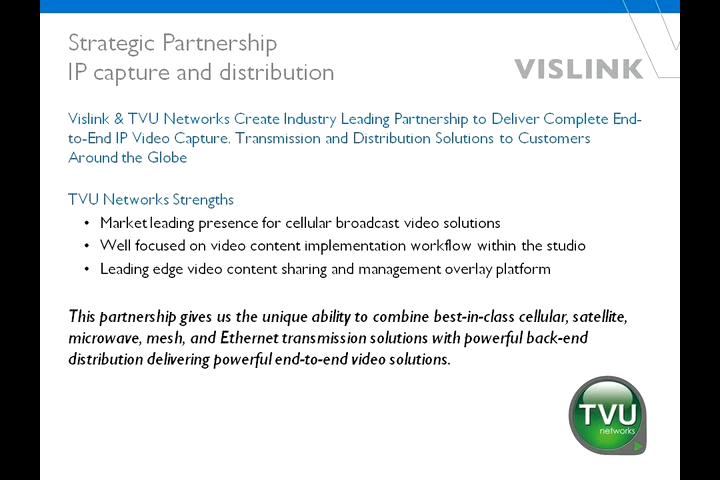 Strategic Partnership
IP capture and distribution
VISLINK
Vislink & TVU Networks Create Industry Leading Partnership to Deliver Complete End-
to-End IP Video Capture. Transmission and Distribution Solutions to Customers
Around the Globe
TVU Networks Strengths
• Market leading presence for cellular broadcast video solutions
• Well focused on video content implementation workflow within the studio
• Leading edge video content sharing and management overlay platform
This partnership gives us the unique ability to combine best-in-class cellular, satellite,
microwave, mesh, and Ethernet transmission solutions with powerful back-end
distribution delivering powerful end-to-end video solutions.
TVU
networks